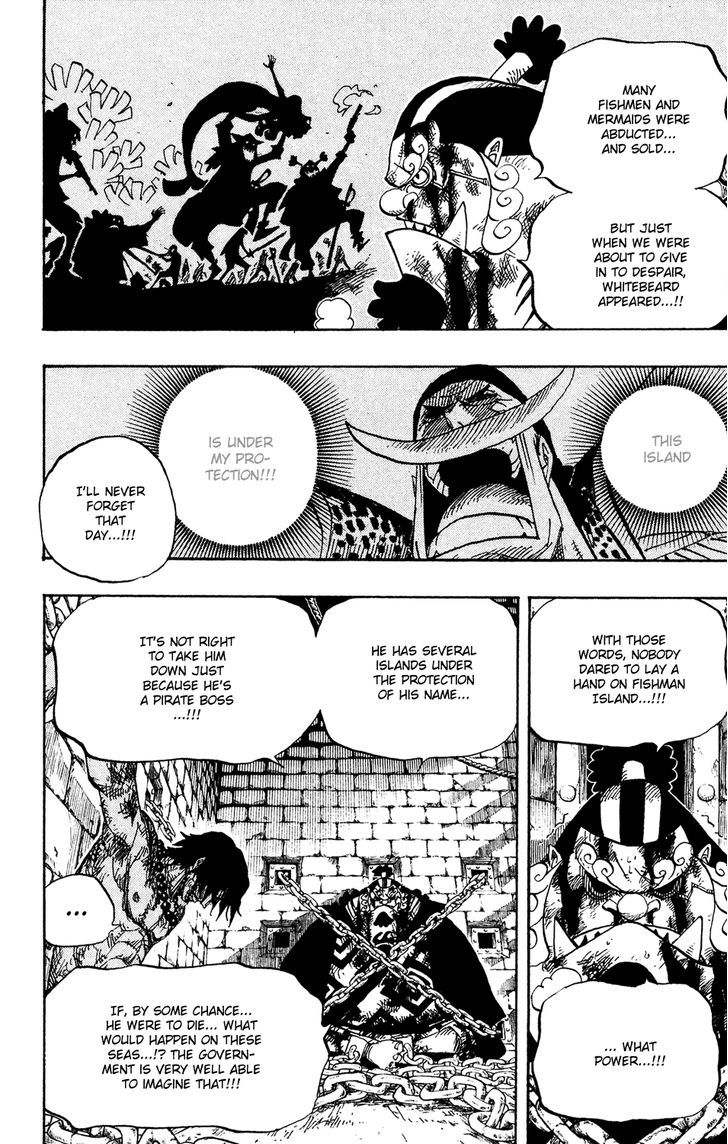 MANY
FISHMEN AND
MERMAIDS WERE
ABDUCTED...
AND SOLD...
BUT JUST
WHEN WE WERE
ABOUT TO GIVE
IN TO DESPAIR,
WHITEBEARD
APPEARED...!!
THIS
ISLAND
IS UNDER
MY PRO-
TECTION!!!
I'LL NEVER
FORGET
THAT
DAY...!!!
WITH THOSE
WORDS, NOBODY
DARED TO LAY A
HAND ON FISHMAN
ISLAND...!!!
... WHAT
POWER...!!!
HE HAS SEVERAL
ISLANDS UNDER
THE PROTECTION
OF HIS NAME...
IT'S NOT RIGHT
TO TAKE HIM
DOWN JUST
BECAUSE HE'S
A PIRATE BOSS
...!!!
...
IF, BY SOME CHANCE...
HE WERE TO DIE... WHAT
WOULD HAPPEN ON THESE
SEAS...!? THE GOVERN-
MENT IS VERY WELL ABLE
TO IMAGINE THAT!!!